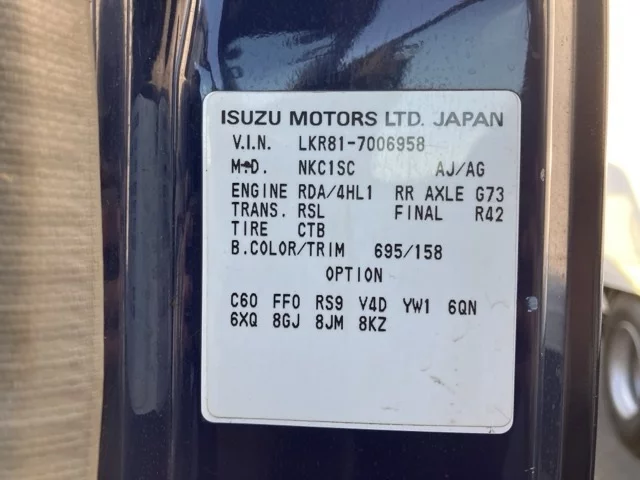 ISUZU MOTORS LTD. JAPAN
V.I.N. LKR81-7006958
M.D. NKC1SC AJ/AG
ENGINE RDA/4HL1 RR AXLE G73
TRANS. RSL FINAL R42
TIRE CTB
B.COLOR/TRIM 695/158
OPTION
C60 FF0 RS9 V4D YW1 6QN
6XQ 8GJ 8JM 8KZ